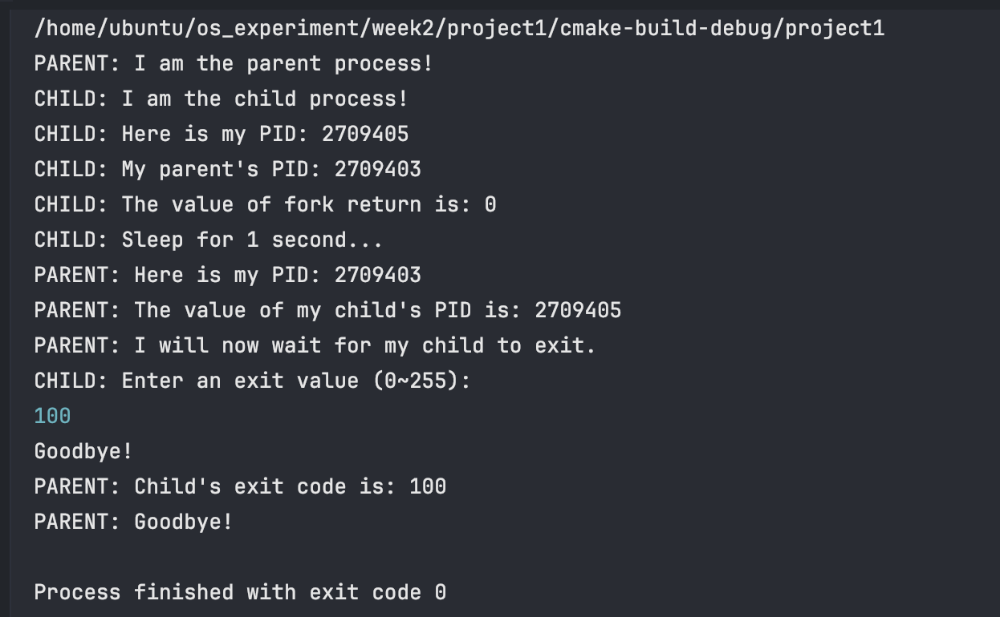 /home/ubuntu/os_experiment/week2/project1/cmake-build-debug/project1
PARENT: I am the parent process!
CHILD: I am the child process!
CHILD: Here is my PID: 2709405
CHILD: My parent's PID: 2709403
CHILD: The value of fork return is: 0
CHILD: Sleep for 1 second...
PARENT: Here is my PID: 2709403
PARENT: The value of my child's PID is: 2709405
PARENT: I will now wait for my child to exit.
CHILD: Enter an exit value (0~255):
100
Goodbye!
PARENT: Child's exit code is: 100
PARENT: Goodbye!
Process finished with exit code 0